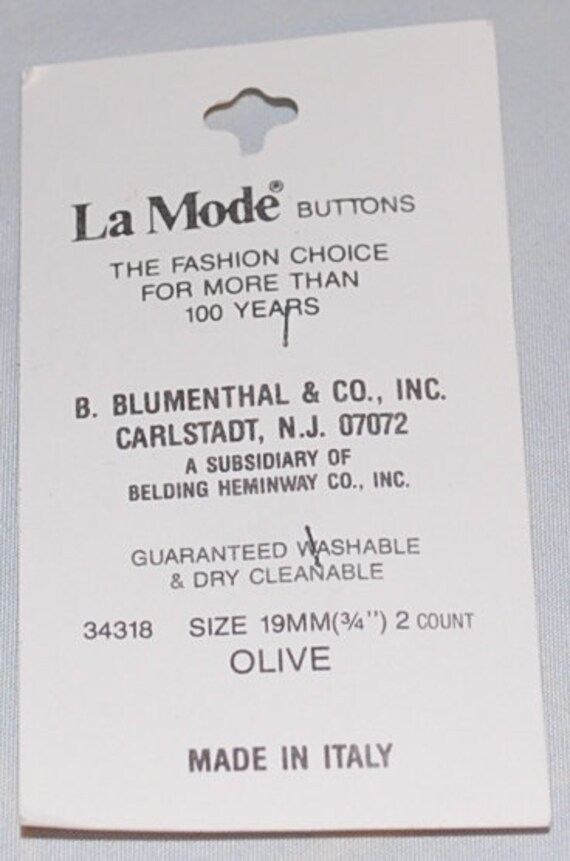 La Mode® BUTTONS
THE FASHION CHOICE
FOR MORE THAN
100 YEARS
B. BLUMENTHAL & CO., INC.
CARLSTADT, N.J. 07072
A SUBSIDIARY OF
BELDING HEMINWAY CO., INC.
GUARANTEED WASHABLE
& DRY CLEANABLE
34318 SIZE 19MM(¾") 2 COUNT
OLIVE
MADE IN ITALY